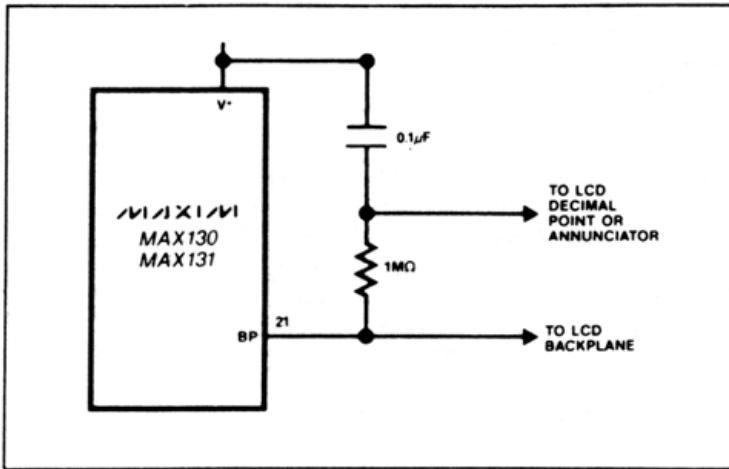 V+
0.1µF
MAXIM
MAX130
MAX131
TO LCD
DECIMAL
POINT OR
ANNUNCIATOR
1MΩ
BP
21
TO LCD
BACKPLANE